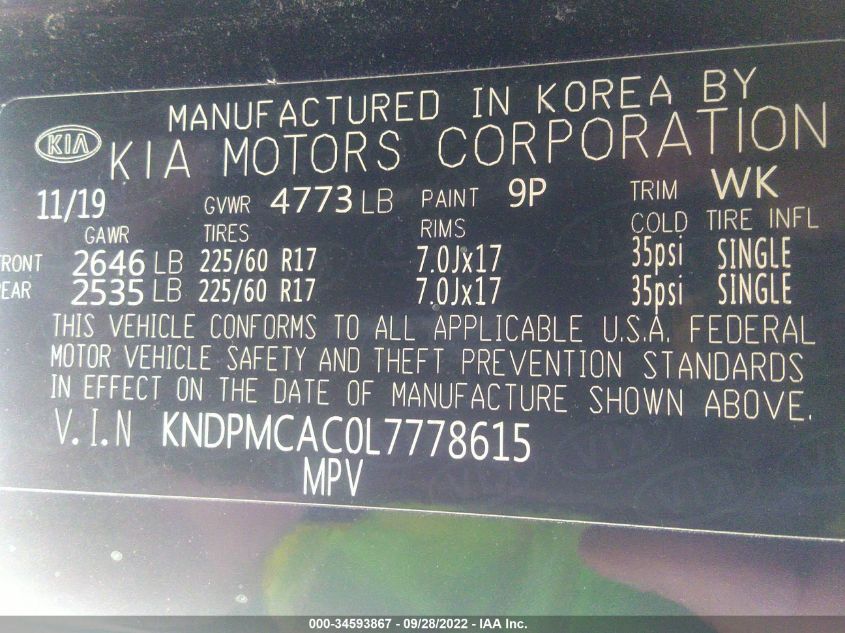 MANUFACTURED IN KOREA BY
KIA KIA MOTORS CORPORATION
11/19 GVWR 4773 LB PAINT 9P TRIM WK
GAWR TIRES RIMS COLD TIRE INFL
RONT 2646 LB 225/60 R17 7.0Jx17 35psi SINGLE
EAR 2535 LB 225/60 R17 7.0Jx17 35psi SINGLE
THIS VEHICLE CONFORMS TO ALL APPLICABLE U.S.A. FEDERAL
MOTOR VEHICLE SAFETY AND THEFT PREVENTION STANDARDS
IN EFFECT ON THE DATE OF MANUFACTURE SHOWN ABOVE.
V.I.N KNDPMCAC0L7778615
MPV
000-34593867 - 09/28/2022 - IAA Inc.